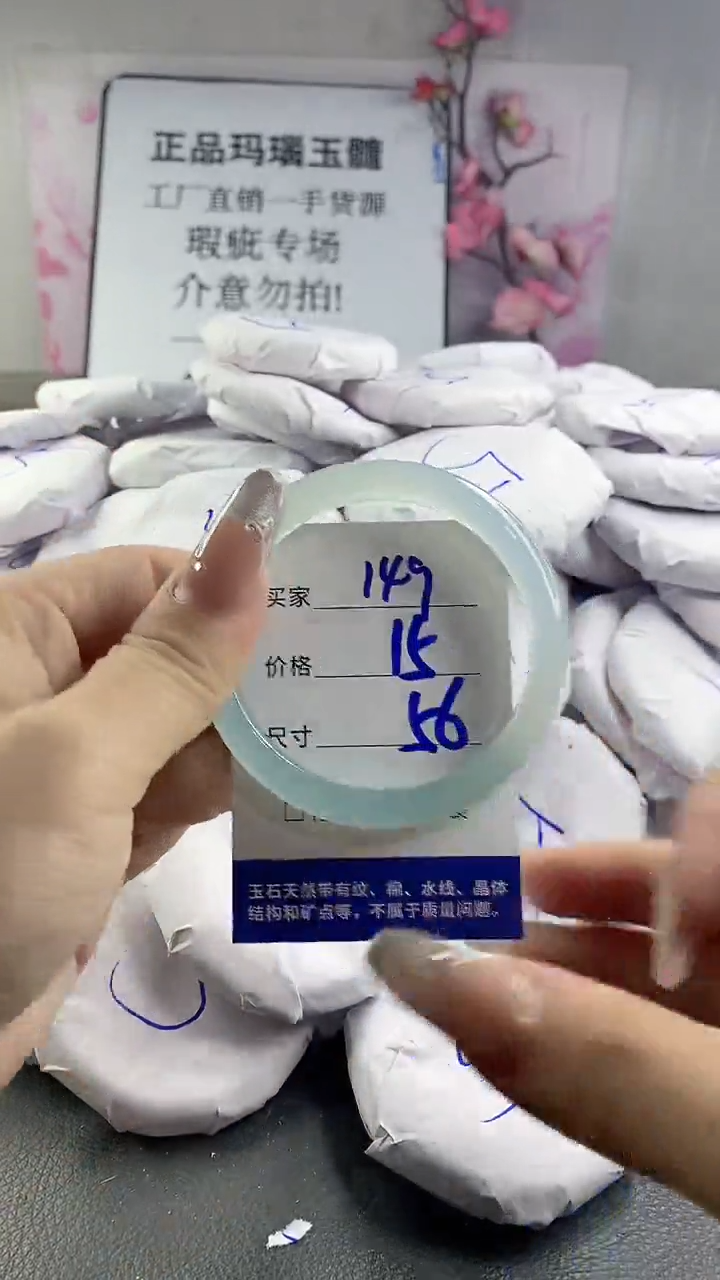 正品玛瑙玉髓
工厂直销一手货源
瑕疵专场
介意勿拍!
买家 149
价格 15
尺寸 56
玉石天然带有纹、棉、水线、晶体
结构和矿点等，不属于质量问题。